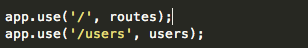 app.use('/', routes);
app.use('/users', users);